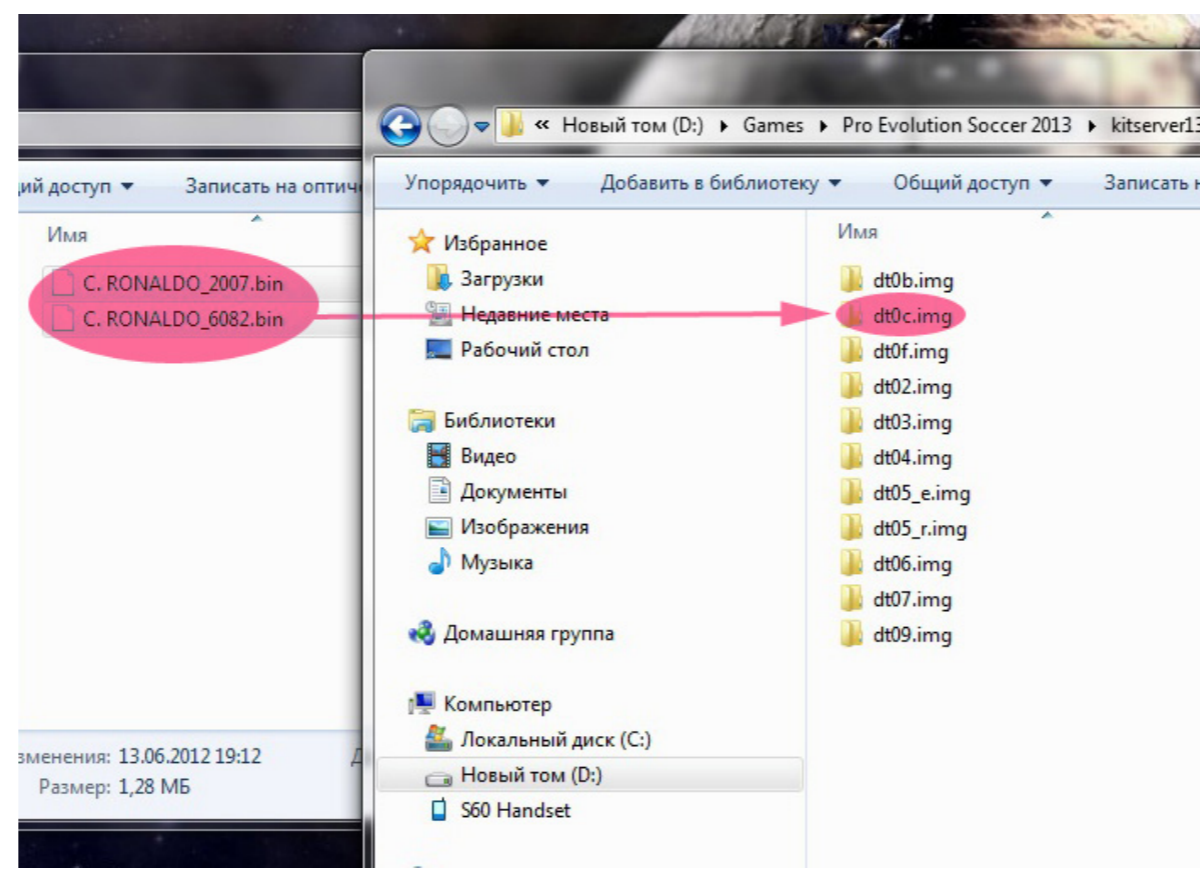 « Новый том (D:) Games Pro Evolution Soccer 2013 kitserver13
ий доступ Записать на оптич
Имя
C. RONALDO_2007.bin
C. RONALDO_6082.bin
зменения: 13.06.2012 19:12
Размер: 1,28 МБ
Упорядочить Добавить в библиотеку Общий доступ Записать н
Избранное
Загрузки
Недавние места
Рабочий стол
Библиотеки
Видео
Документы
Изображения
Музыка
Домашняя группа
Компьютер
Локальный диск (C:)
Новый том (D:)
S60 Handset
Имя
dt0b.img
dt0c.img
dt0f.img
dt02.img
dt03.img
dt04.img
dt05_e.img
dt05_r.img
dt06.img
dt07.img
dt09.img